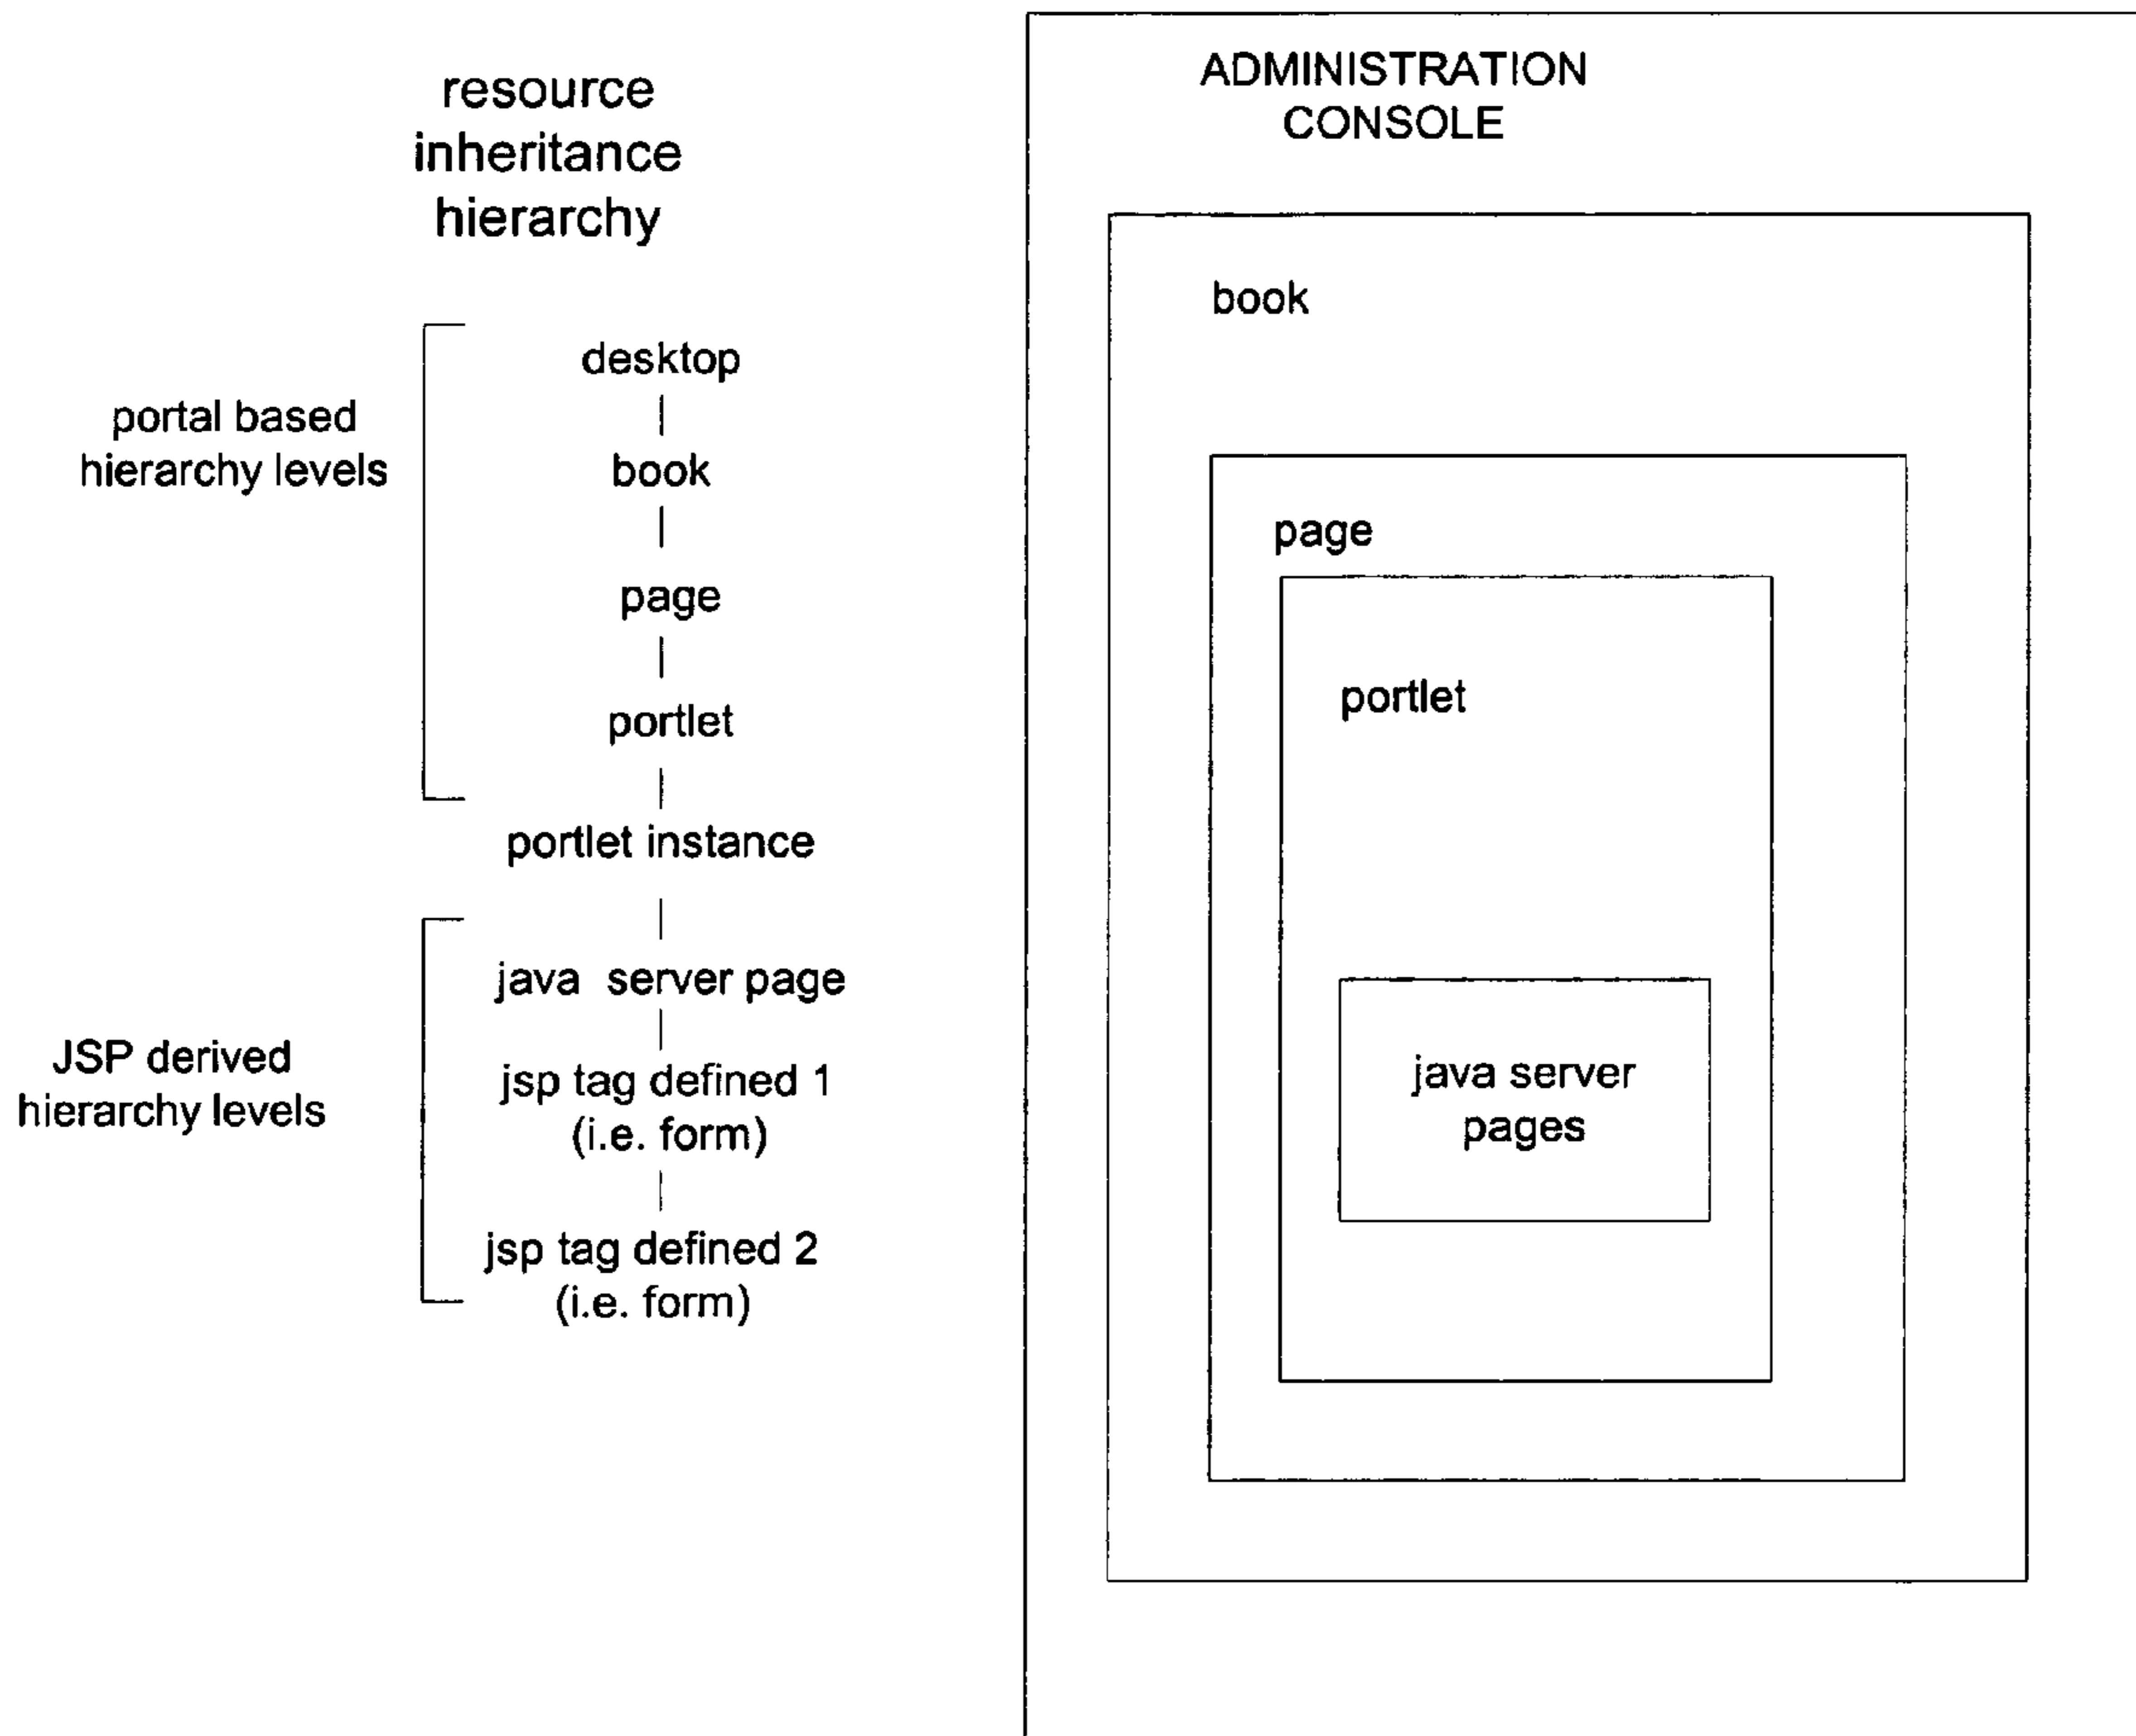 resource
inheritance
hierarchy
portal based
hierarchy levels
desktop
book
page
portlet
portlet instance
JSP derived
hierarchy levels
java server page
jsp tag defined 1
(i.e. form)
jsp tag defined 2
(i.e. form)
ADMINISTRATION
CONSOLE
book
page
portlet
java server
pages